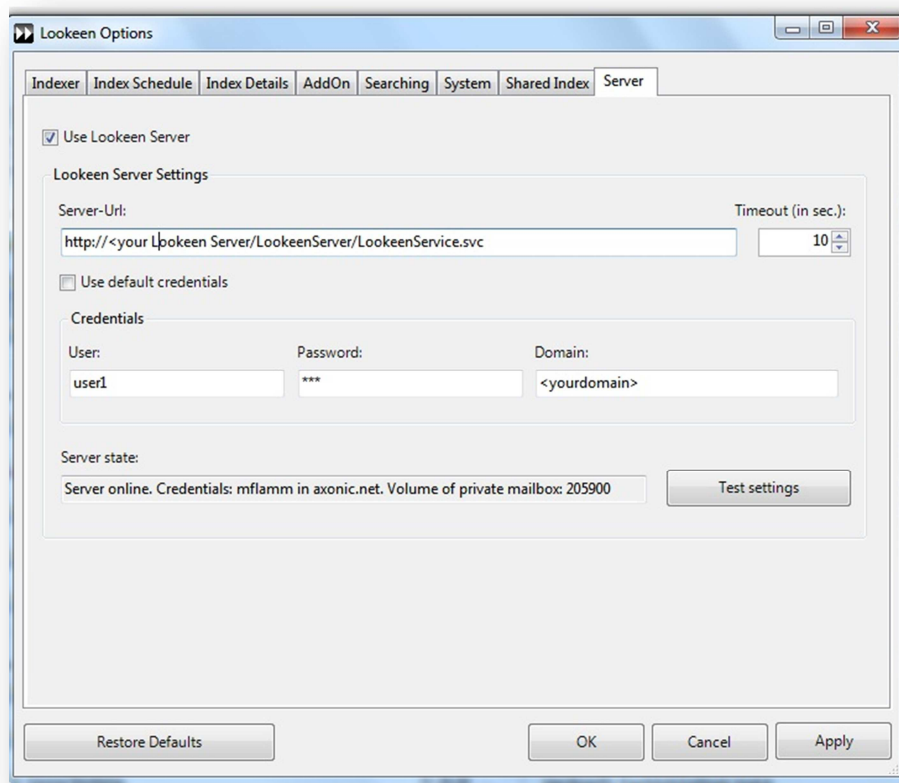 Lookeen Options
Indexer Index Schedule Index Details AddOn Searching System Shared Index Server
Use Lookeen Server
Lookeen Server Settings
Server-Url: Timeout (in sec.):
http://<your Lookeen Server/LookeenServer/LookeenService.svc 10
Use default credentials
Credentials
User: Password: Domain:
user1 *** <yourdomain>
Server state:
Server online. Credentials: mflamm in axonic.net. Volume of private mailbox: 205900 Test settings
Restore Defaults OK Cancel Apply